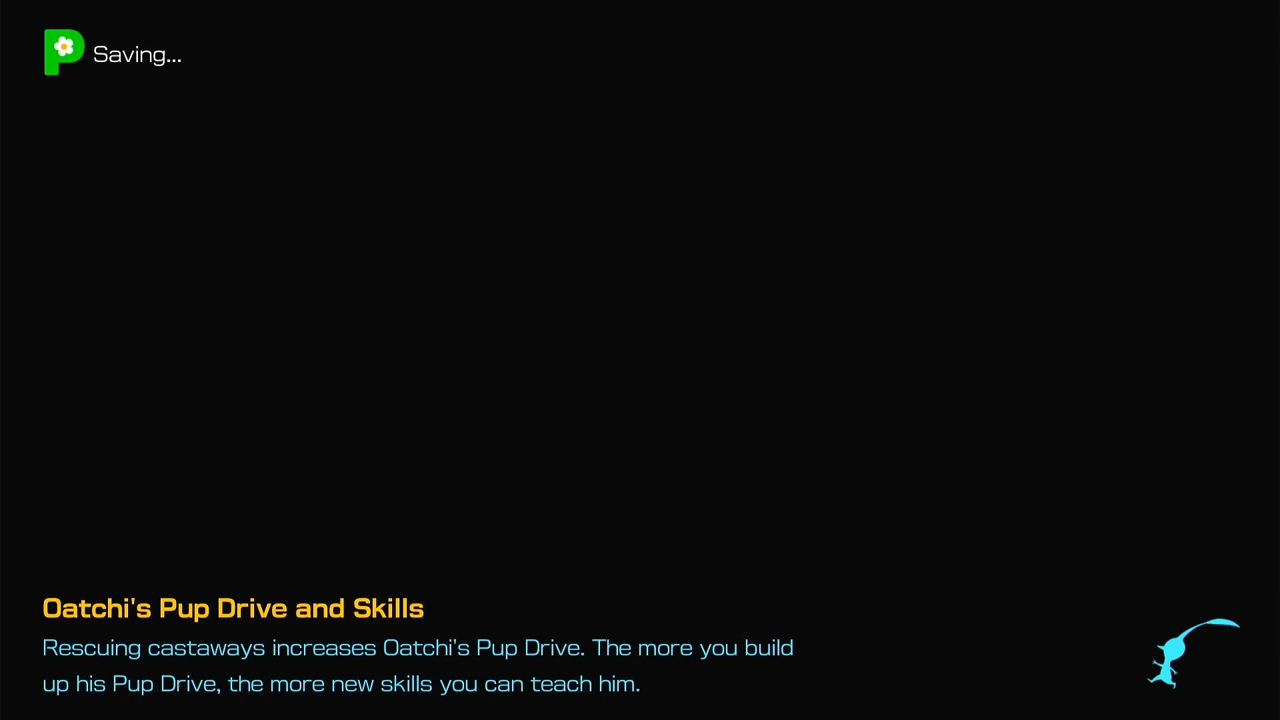 P Saving...
Oatchi's Pup Drive and Skills
Rescuing castaways increases Oatchi's Pup Drive. The more you build
up his Pup Drive, the more new skills you can teach him.